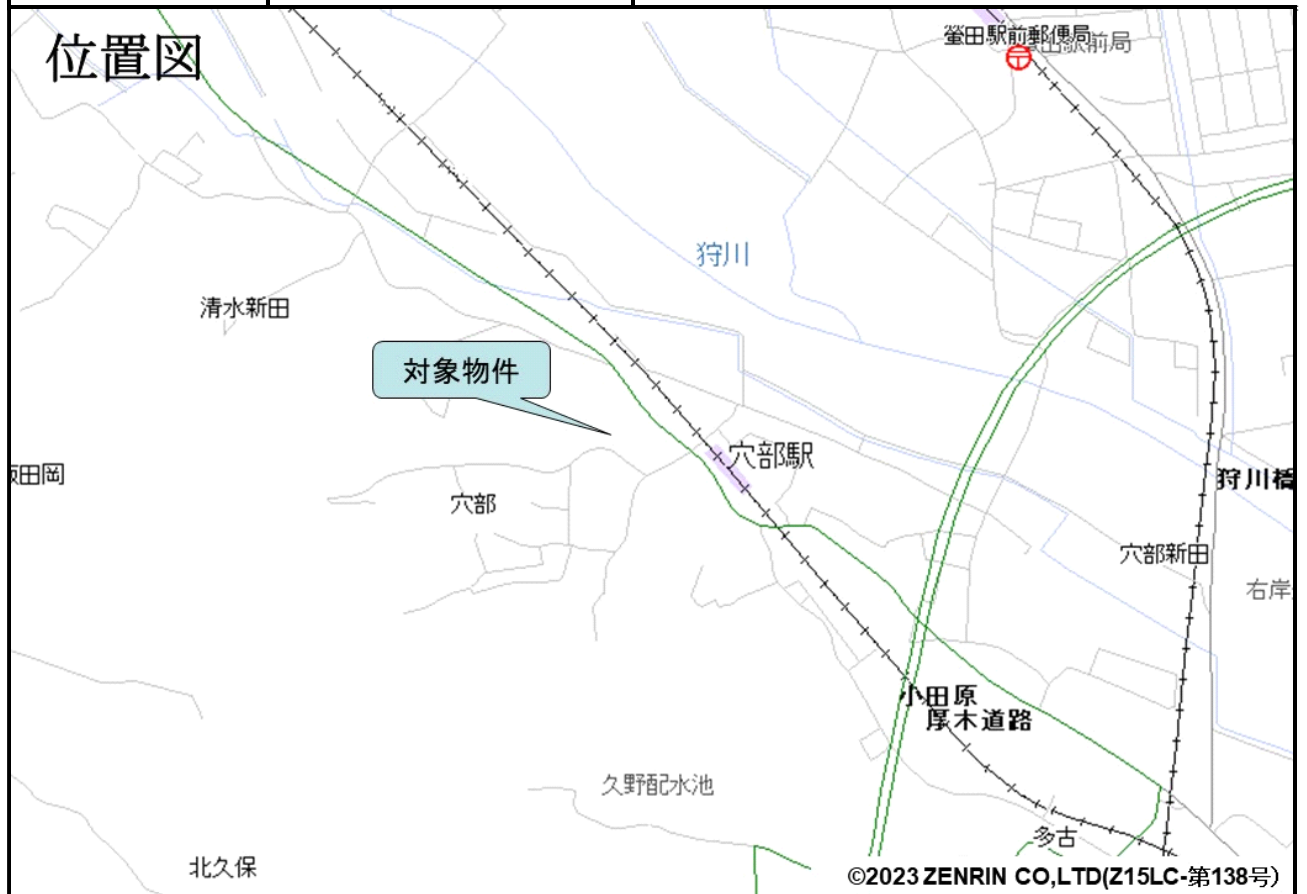 位置図
螢田駅前郵便局
狩川
清水新田
対象物件
穴部駅
田岡
狩川橋
穴部
穴部新田
右岸
小田原
厚木道路
久野配水池
多古
北久保
©2023 ZENRIN CO,LTD(Z15LC-第138号)